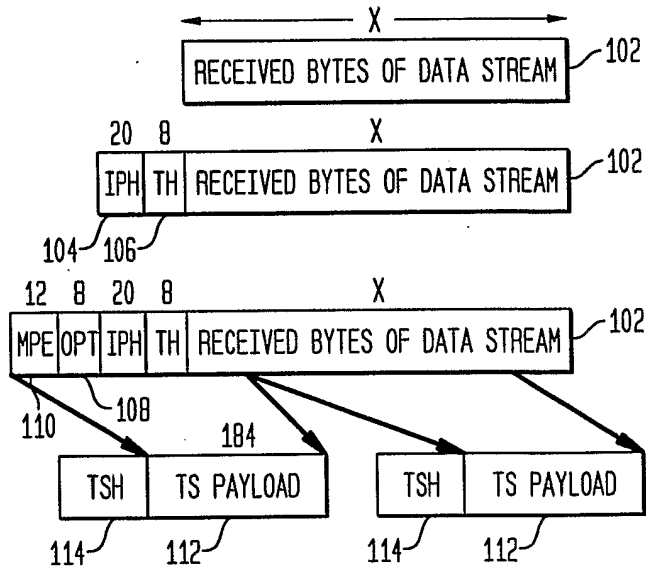 X
RECEIVED BYTES OF DATA STREAM 102
20 8 X
IPH TH RECEIVED BYTES OF DATA STREAM 102
104 106
12 8 20 8 X
MPE OPT IPH TH RECEIVED BYTES OF DATA STREAM 102
110 108
184
TSH TS PAYLOAD TSH TS PAYLOAD
114 112 114 112